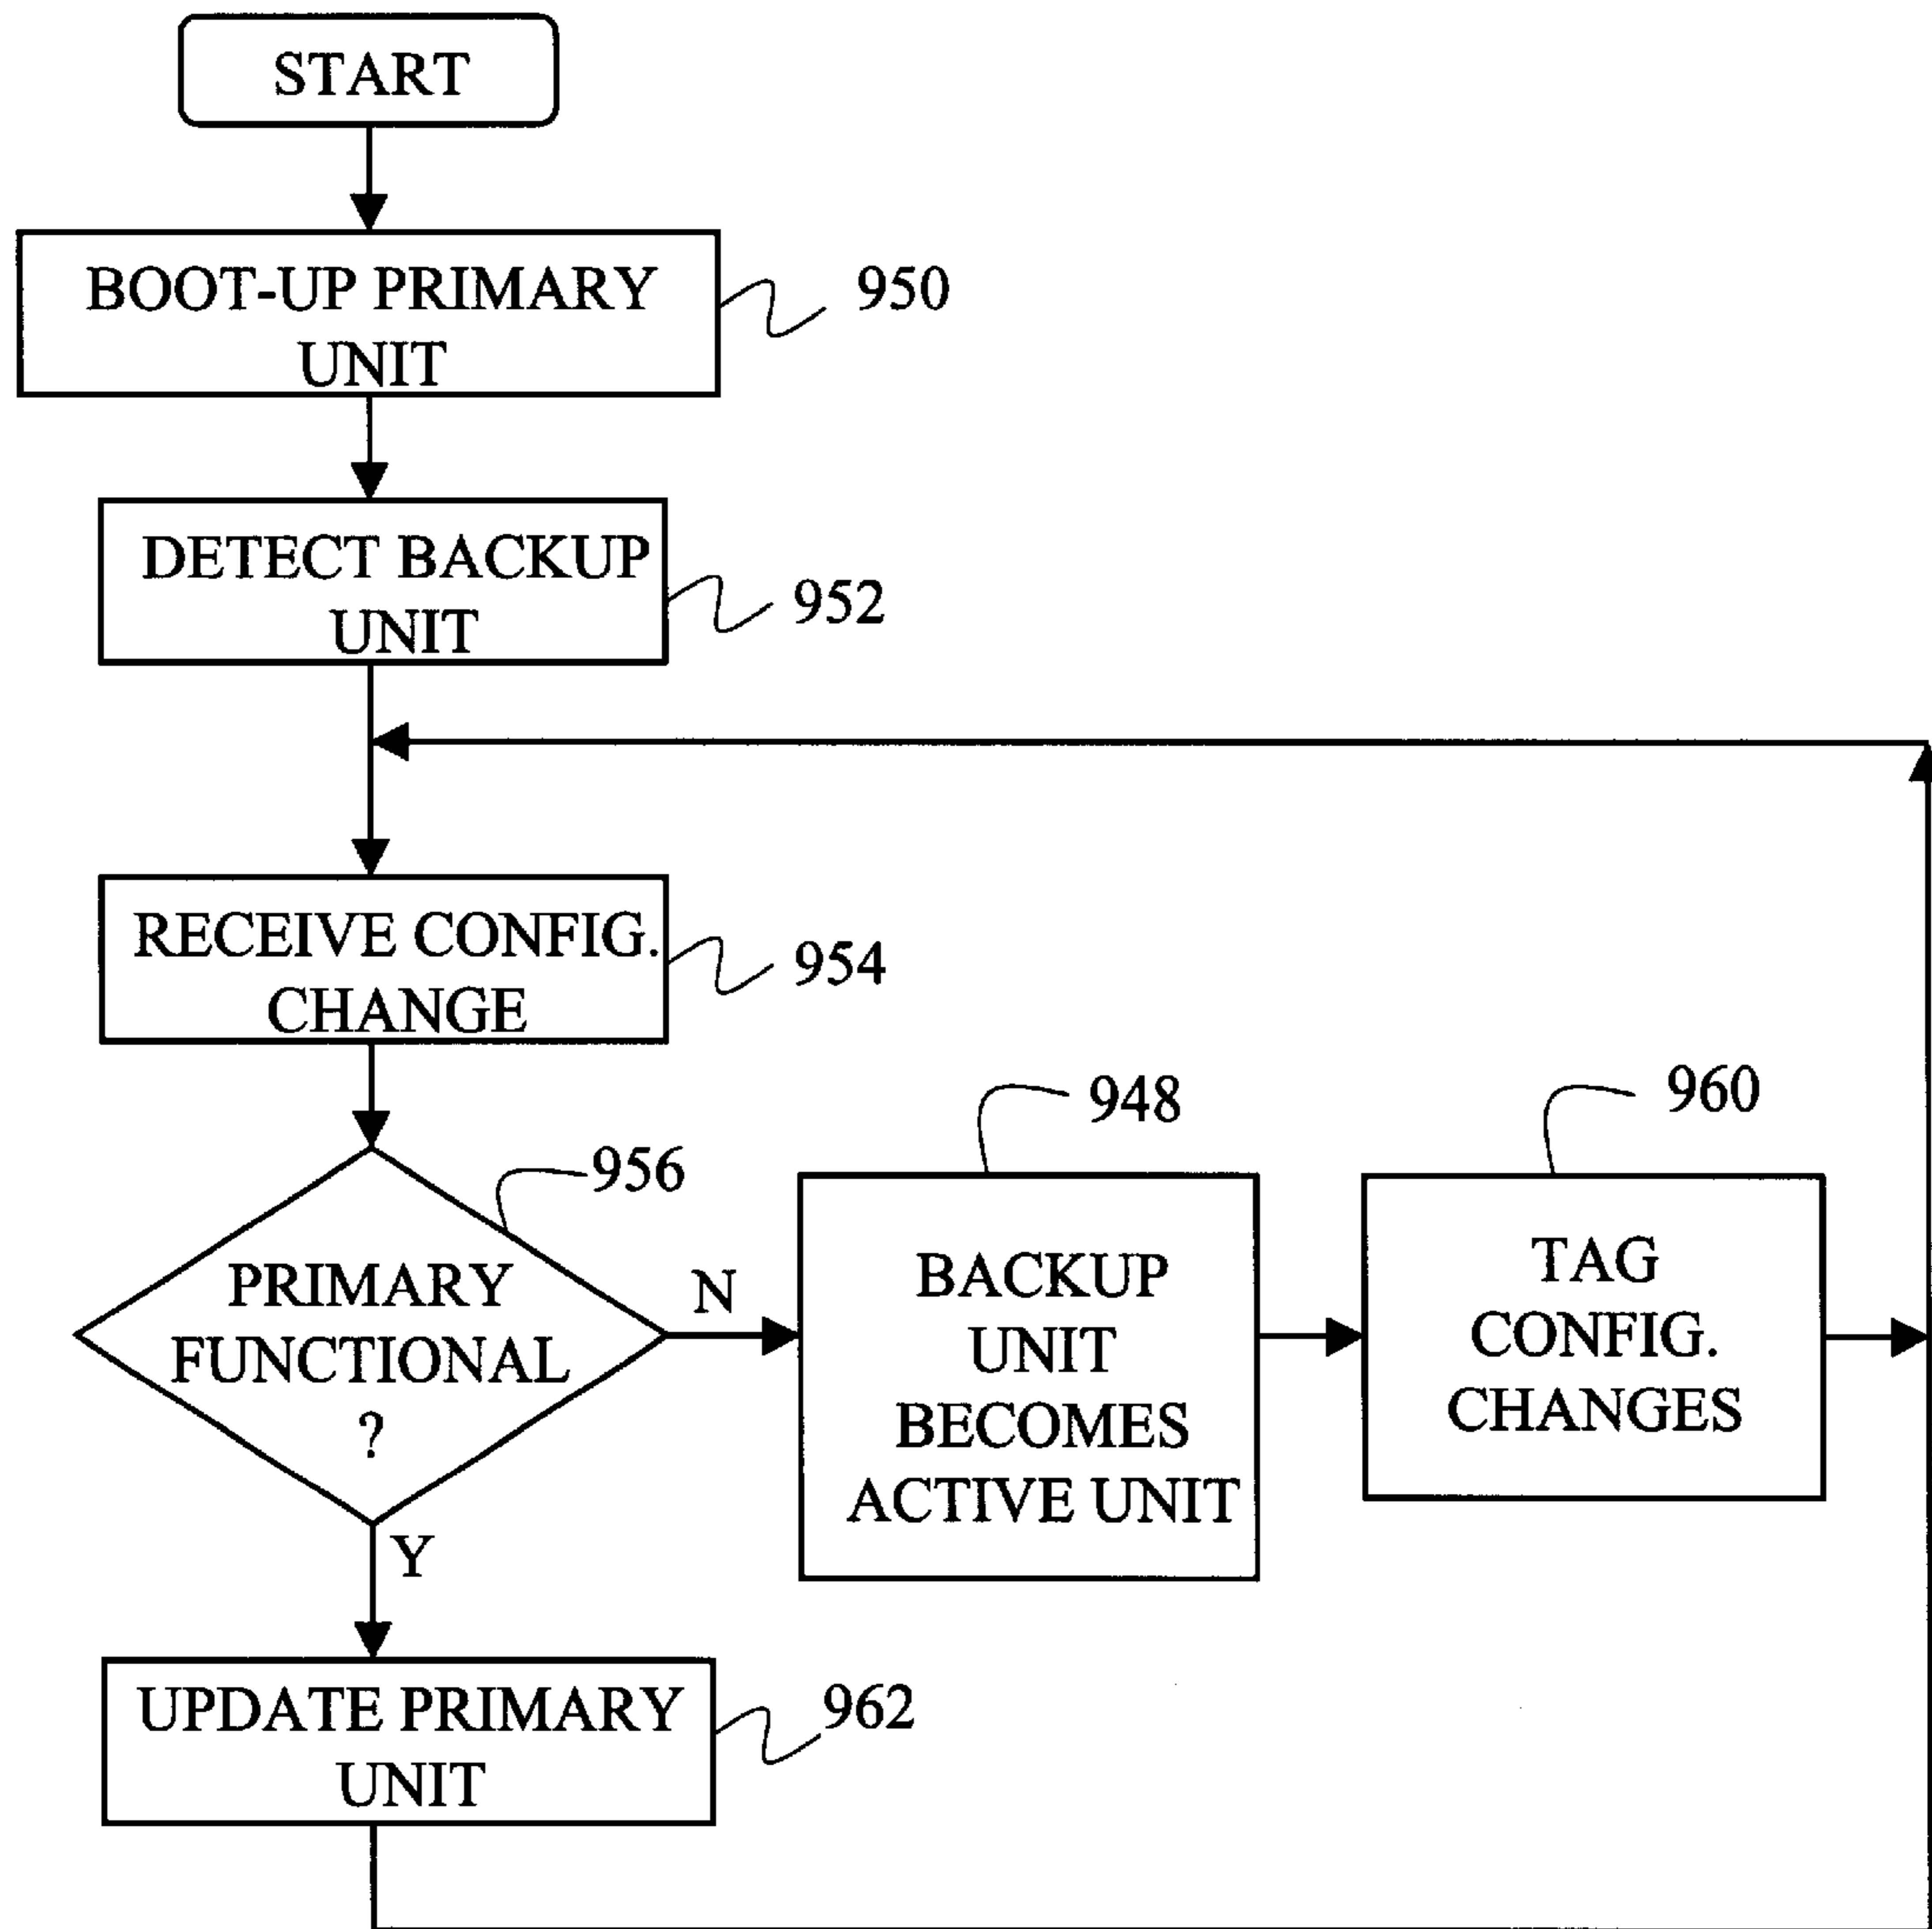 START
BOOT-UP PRIMARY
UNIT
950
DETECT BACKUP
UNIT
952
RECEIVE CONFIG.
CHANGE
954
956
PRIMARY
FUNCTIONAL
?
N
Y
948
BACKUP
UNIT
BECOMES
ACTIVE UNIT
960
TAG
CONFIG.
CHANGES
UPDATE PRIMARY
UNIT
962